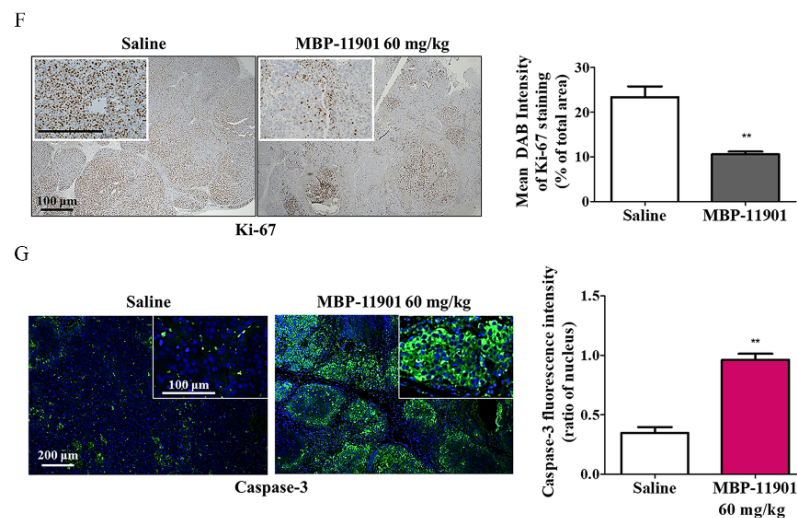 F
Saline
MBP-11901 60 mg/kg
100 μm
Ki-67
Mean DAB Intensity
of Ki-67 staining
(% of total area)
30
20
10
0
**
Saline
MBP-11901
G
Saline
MBP-11901 60 mg/kg
100 μm
200 μm
Caspase-3
Caspase-3 fluorescence intensity
(ratio of nucleus)
1.5
1.0
0.5
0.0
**
Saline
MBP-11901
60 mg/kg